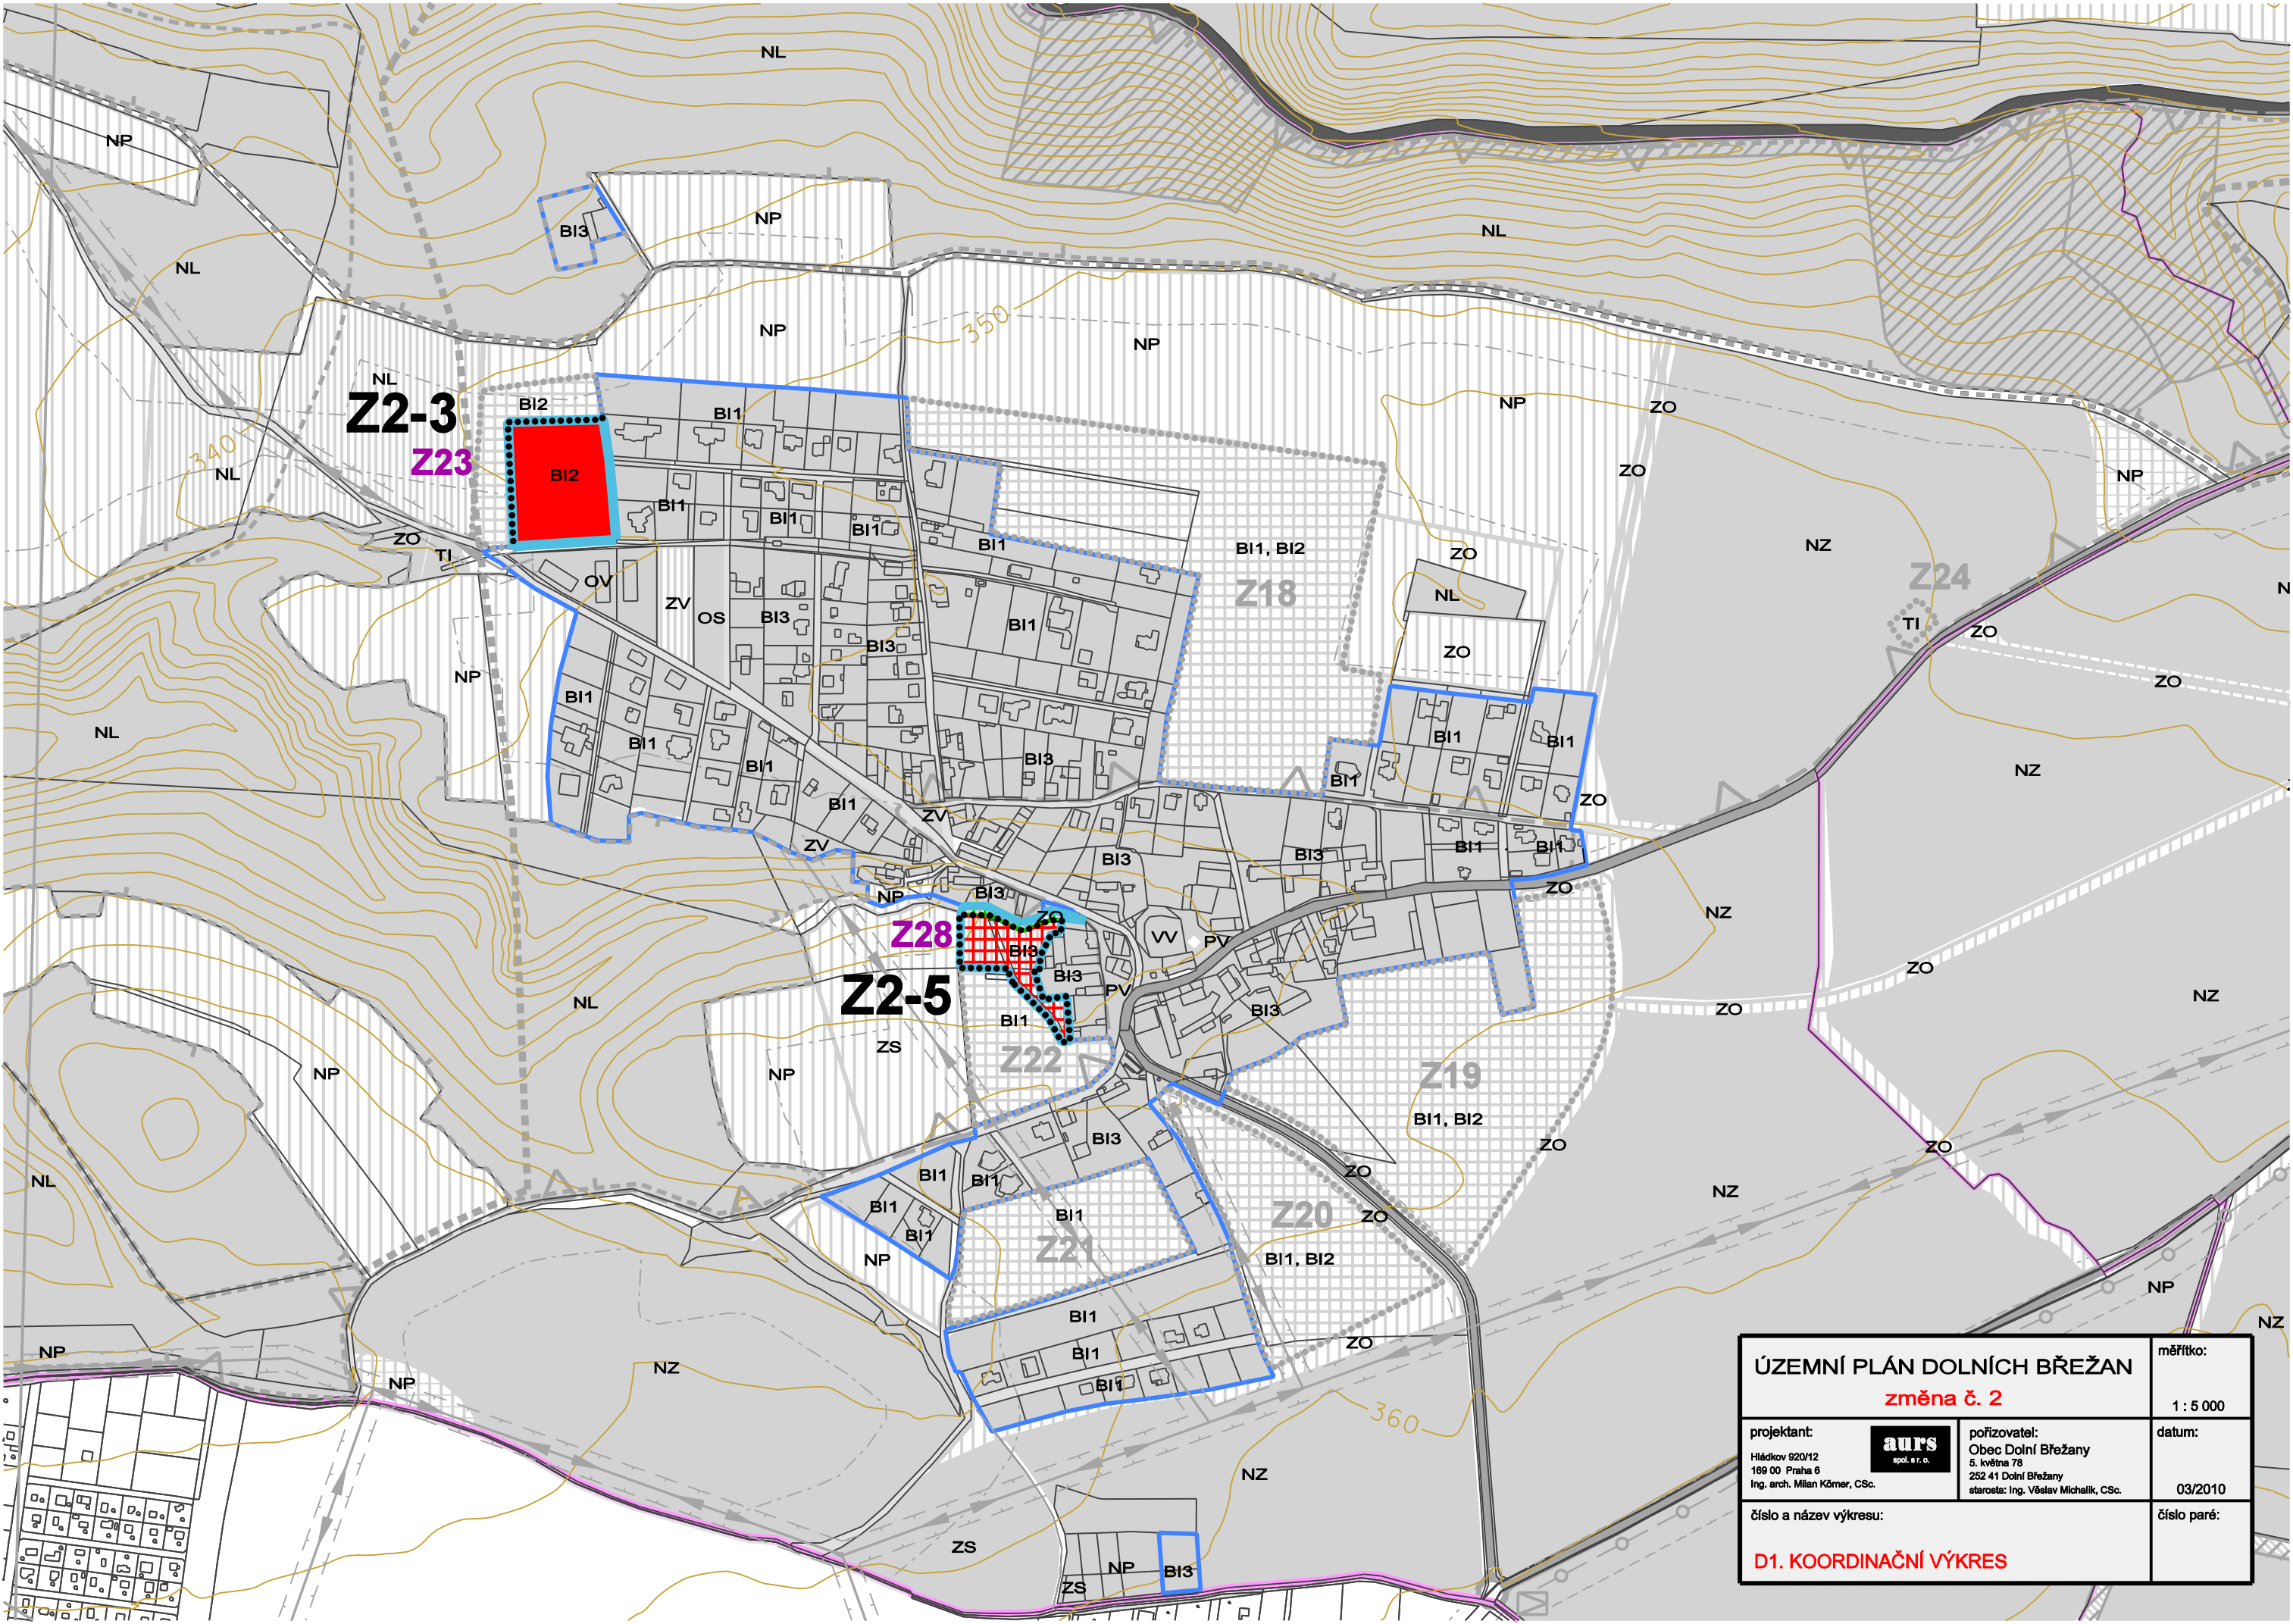 NL
NP
NP
BI3
NL
NL
NP
350
NP
NL
BI2
Z2-3
BI1
NP
ZO
Z23
340
NL
BI2
ZO
NP
BI1
BI1
BI1
ZO
TI
BI1
BI1, BI2
ZO
NZ
OV
Z18
NL
Z24
ZV
OS
BI3
BI1
TI
ZO
BI3
ZO
NP
BI1
ZO
NL
BI1
BI1
BI1
BI3
BI1
BI1
NZ
BI1
ZO
ZV
ZV
BI3
BI3
BI1
BI1
NP
BI3
ZO
ZO
NZ
Z28
BI3
VV
PV
BI3
ZO
Z2-5
PV
NL
BI1
BI3
ZO
NZ
ZS
Z22
NP
NP
Z19
BI1, BI2
BI3
ZO
ZO
NL
BI1
BI1
ZO
NZ
BI1
BI1
Z20
ZO
BI1
Z21
NP
BI1, BI2
NP
BI1
NZ
NP
BI1
ZO
NZ
NP
BI1
360
NZ
ZS
NP
BI3
ZS
ÚZEMNÍ PLÁN DOLNÍCH BŘEŽAN
změna č. 2
měřítko:
1 : 5 000
projektant:
Hládkov 920/12
169 00 Praha 6
Ing. arch. Milan Körner, CSc.
aurs
spol. s r. o.
pořizovatel:
Obec Dolní Břežany
5. května 78
252 41 Dolní Břežany
starosta: Ing. Věslav Michalik, CSc.
datum:
03/2010
číslo a název výkresu:
D1. KOORDINAČNÍ VÝKRES
číslo paré: